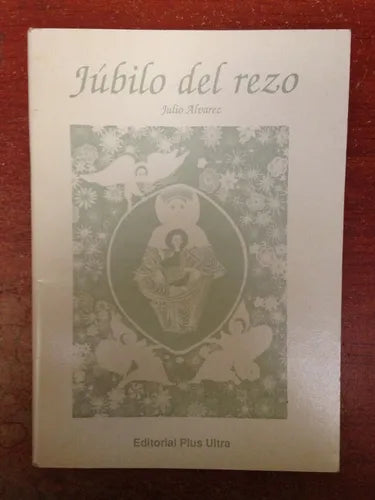 Júbilo del rezo
Julio Alvarez
Editorial Plus Ultra